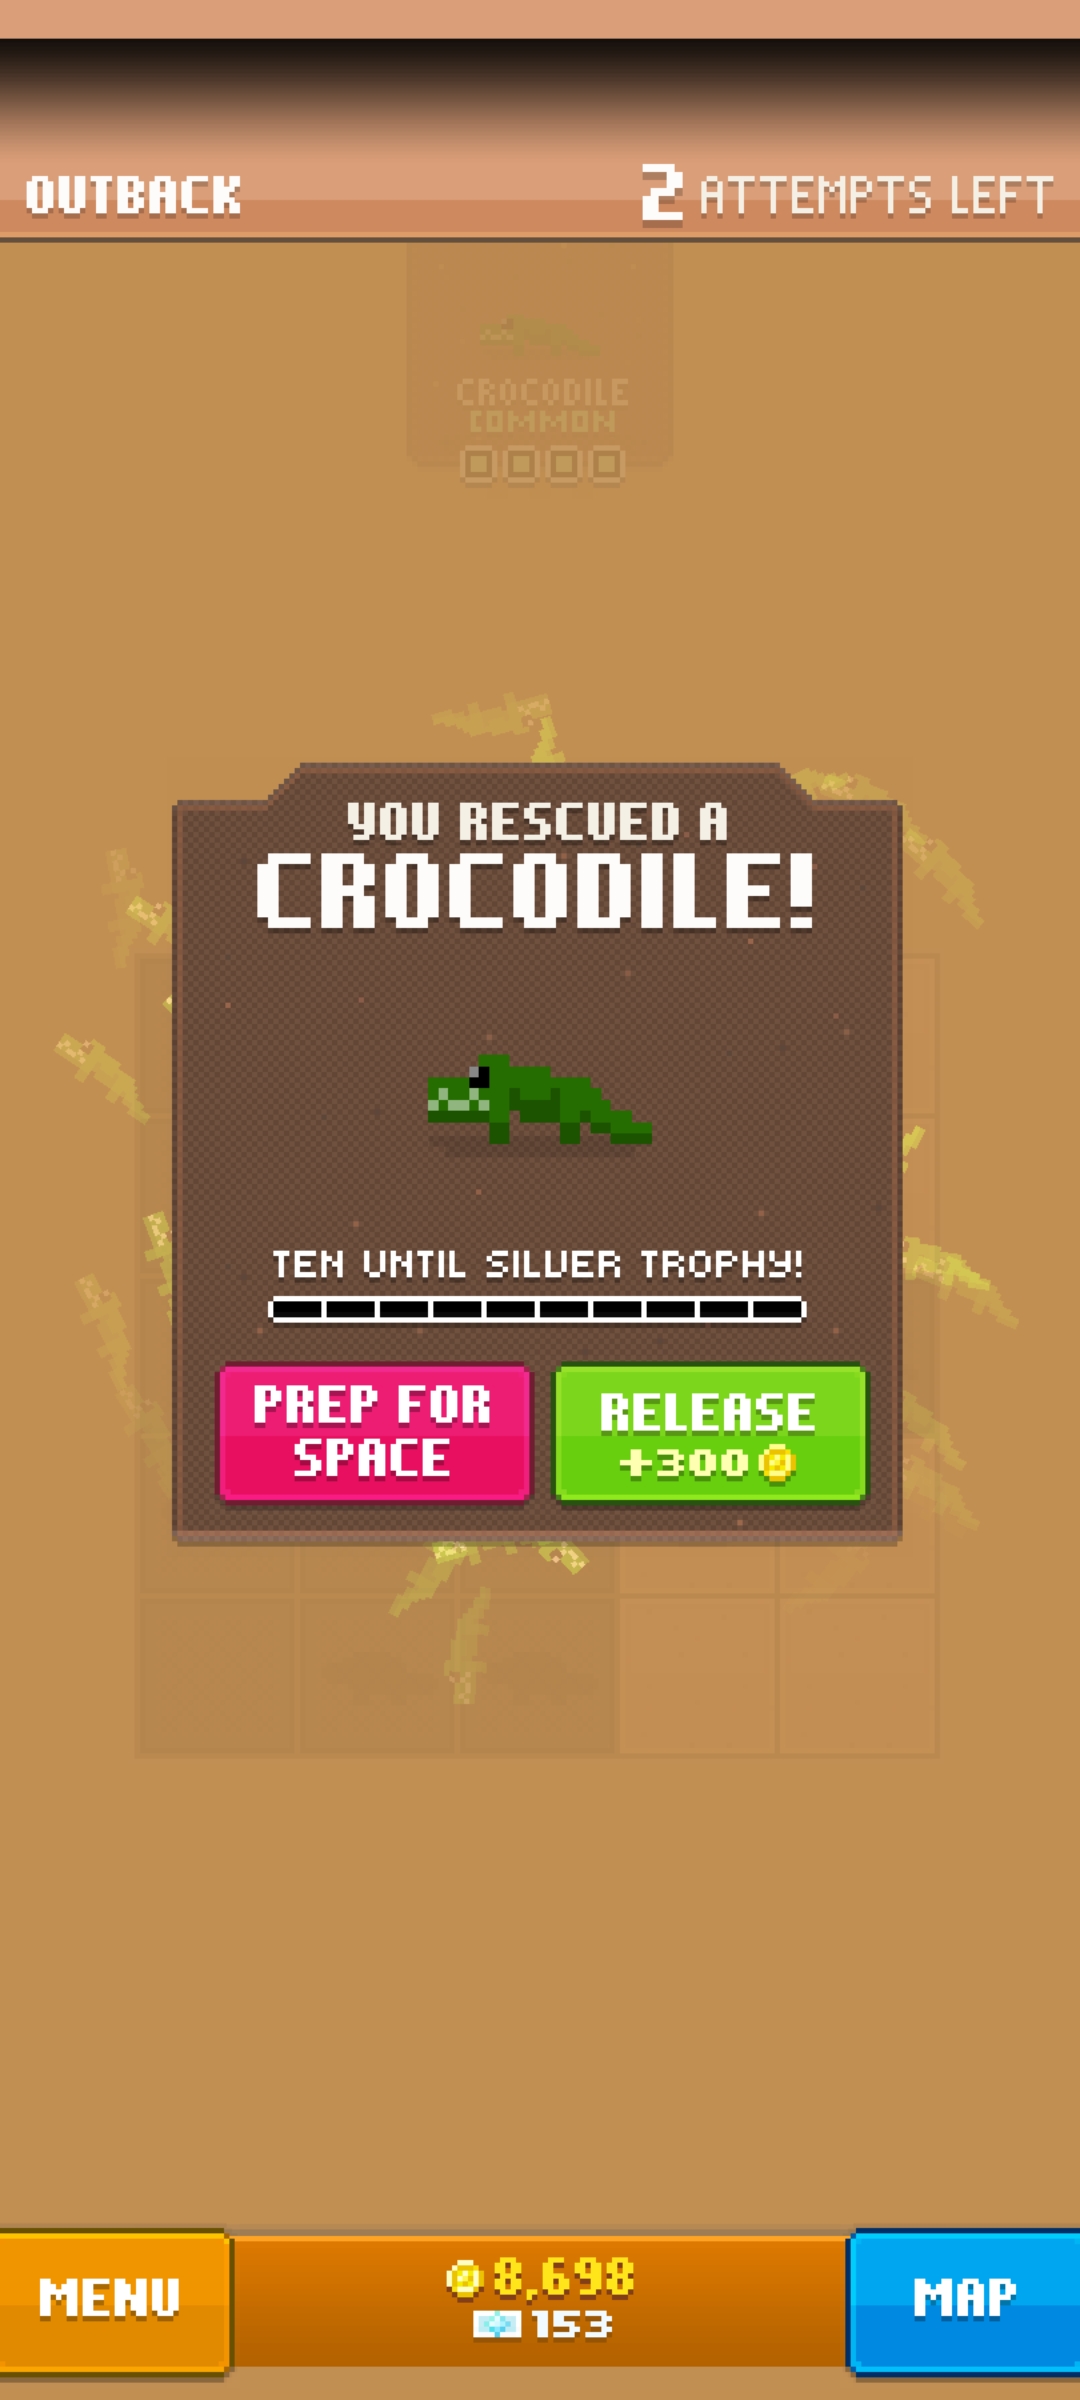 OUTBACK
2 ATTEMPTS LEFT
CROCODILE
COMMON
YOU RESCUED A
CROCODILE!
TEN UNTIL SILVER TROPHY!
PREP FOR
SPACE
RELEASE
+300
MENU
8,698
153
MAP